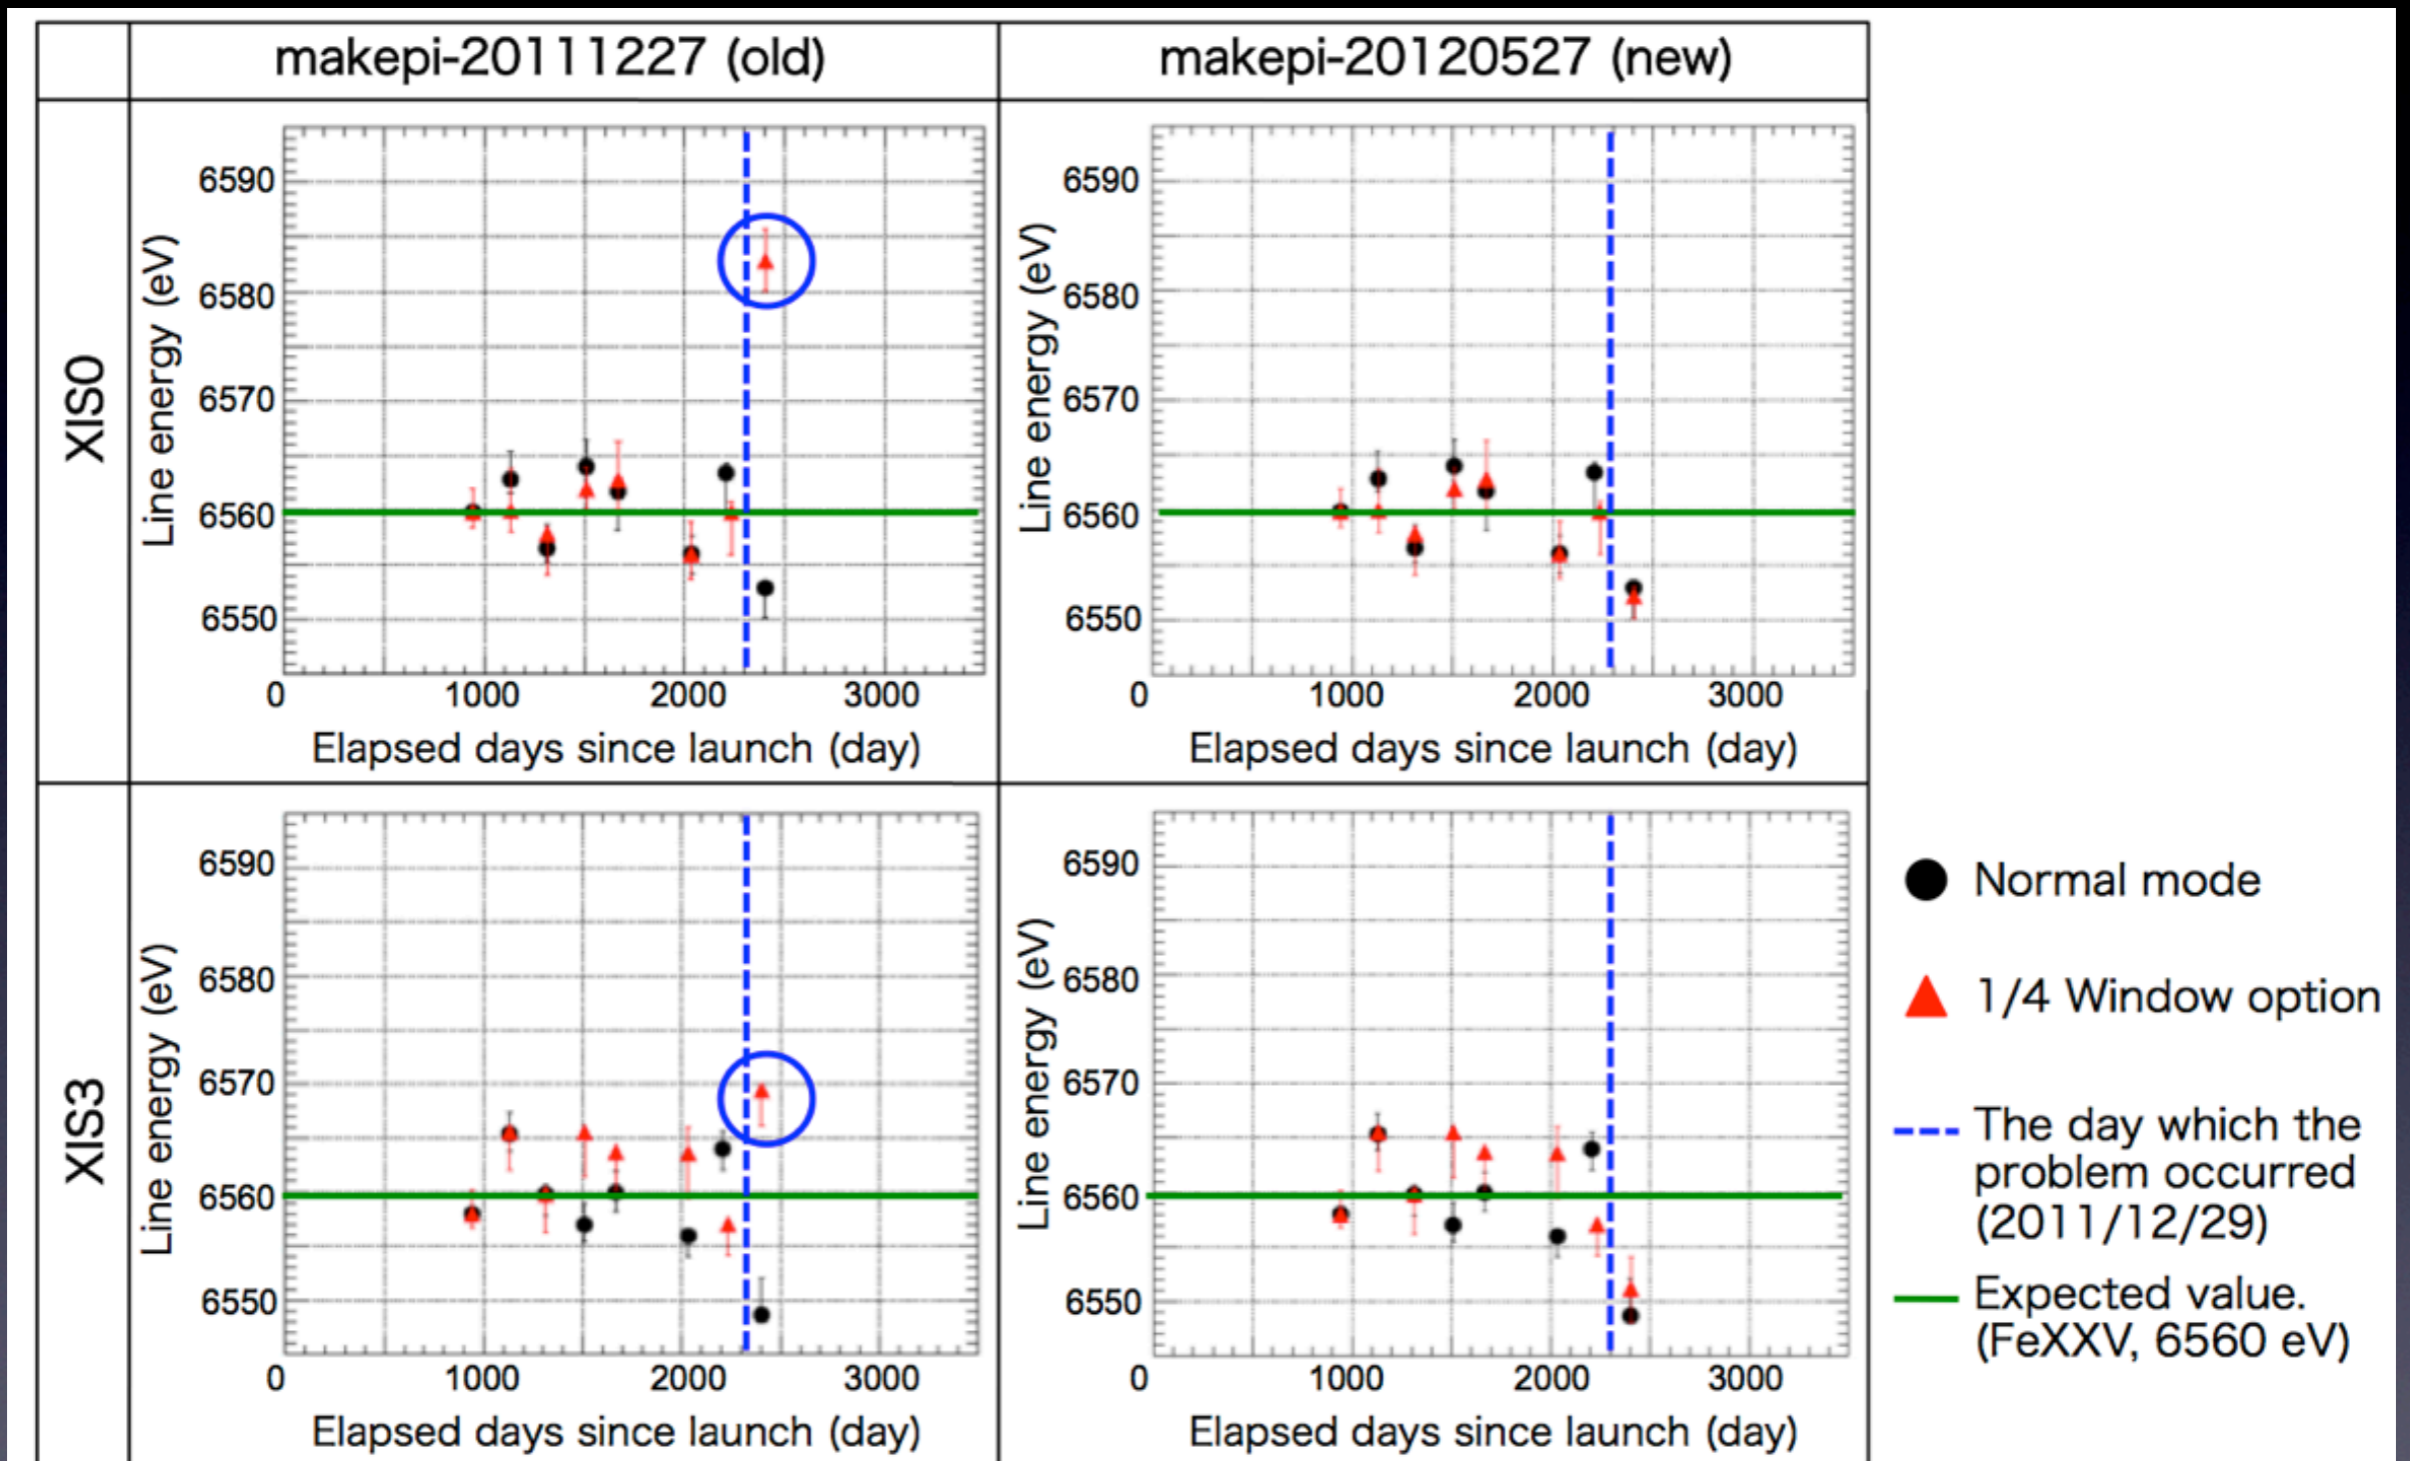 makepi-20111227 (old)
makepi-20120527 (new)
XIS0
Line energy (eV)
6590
6580
6570
6560
6550
0 1000 2000 3000
Elapsed days since launch (day)
Line energy (eV)
6590
6580
6570
6560
6550
0 1000 2000 3000
Elapsed days since launch (day)
XIS3
Line energy (eV)
6590
6580
6570
6560
6550
0 1000 2000 3000
Elapsed days since launch (day)
Line energy (eV)
6590
6580
6570
6560
6550
0 1000 2000 3000
Elapsed days since launch (day)
Normal mode
1/4 Window option
The day which the
problem occurred
(2011/12/29)
Expected value.
(FeXXV, 6560 eV)